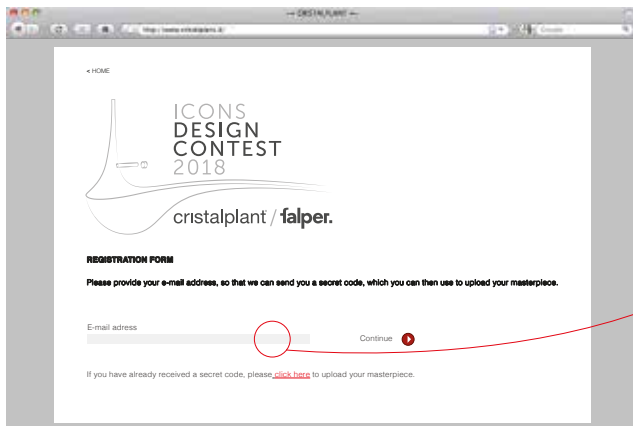 — CRISTALPLANT —
Google
< HOME
ICONS
DESIGN
CONTEST
2018
cristalplant / falper.
REGISTRATION FORM
Please provide your e-mail address, so that we can send you a secret code, which you can then use to upload your masterpiece.
E-mail adress
Continue
If you have already received a secret code, please click here to upload your masterpiece.